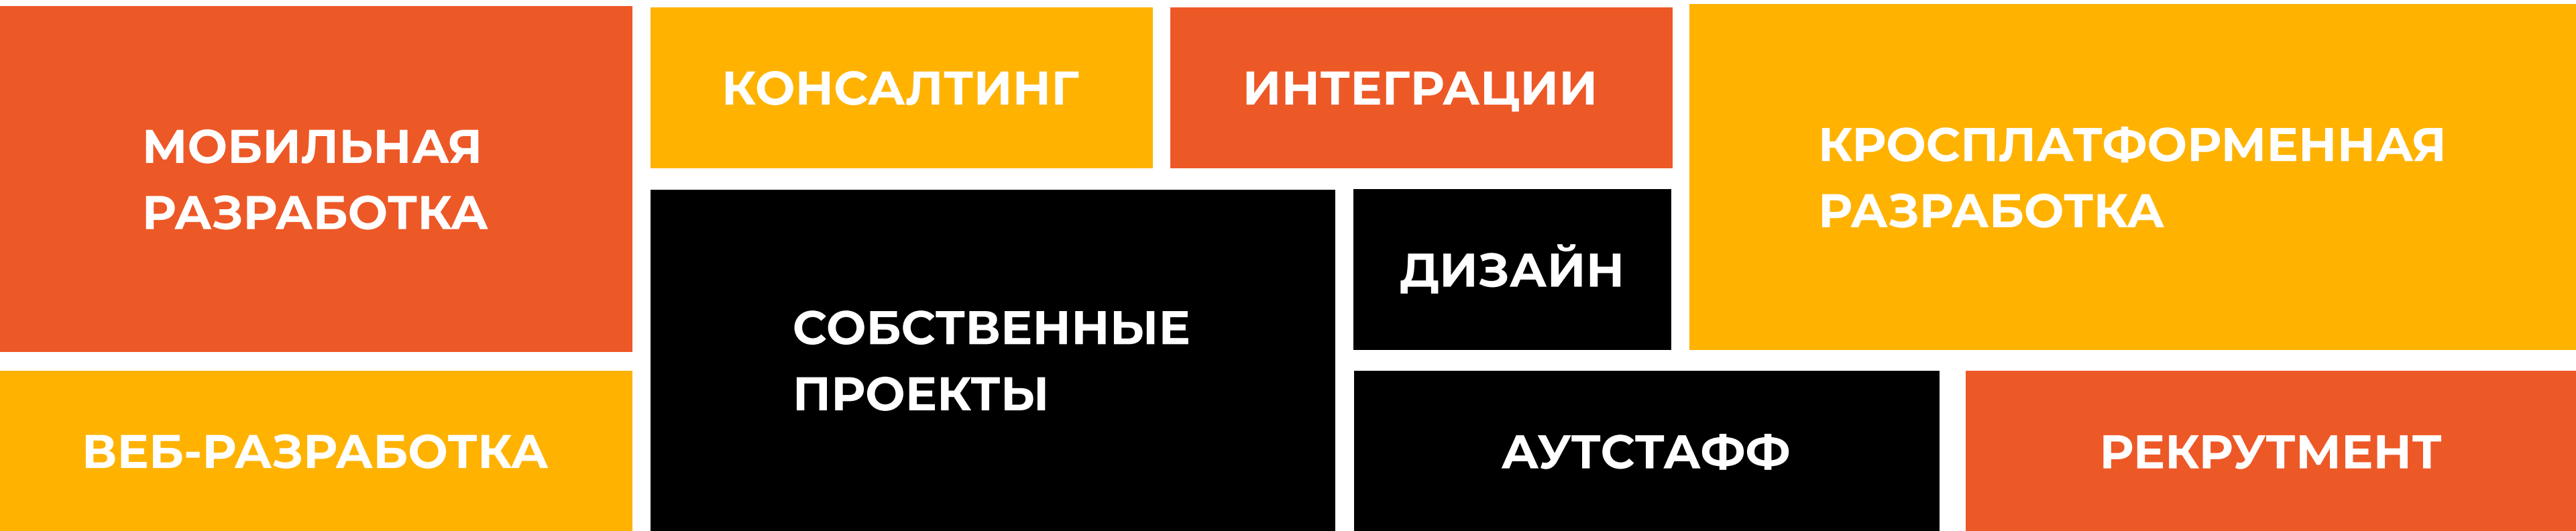 МОБИЛЬНАЯ
РАЗРАБОТКА
КОНСАЛТИНГ
ИНТЕГРАЦИИ
КРОСПЛАТФОРМЕННАЯ
РАЗРАБОТКА
СОБСТВЕННЫЕ
ПРОЕКТЫ
ДИЗАЙН
ВЕБ-РАЗРАБОТКА
АУТСТАФФ
РЕКРУТМЕНТ